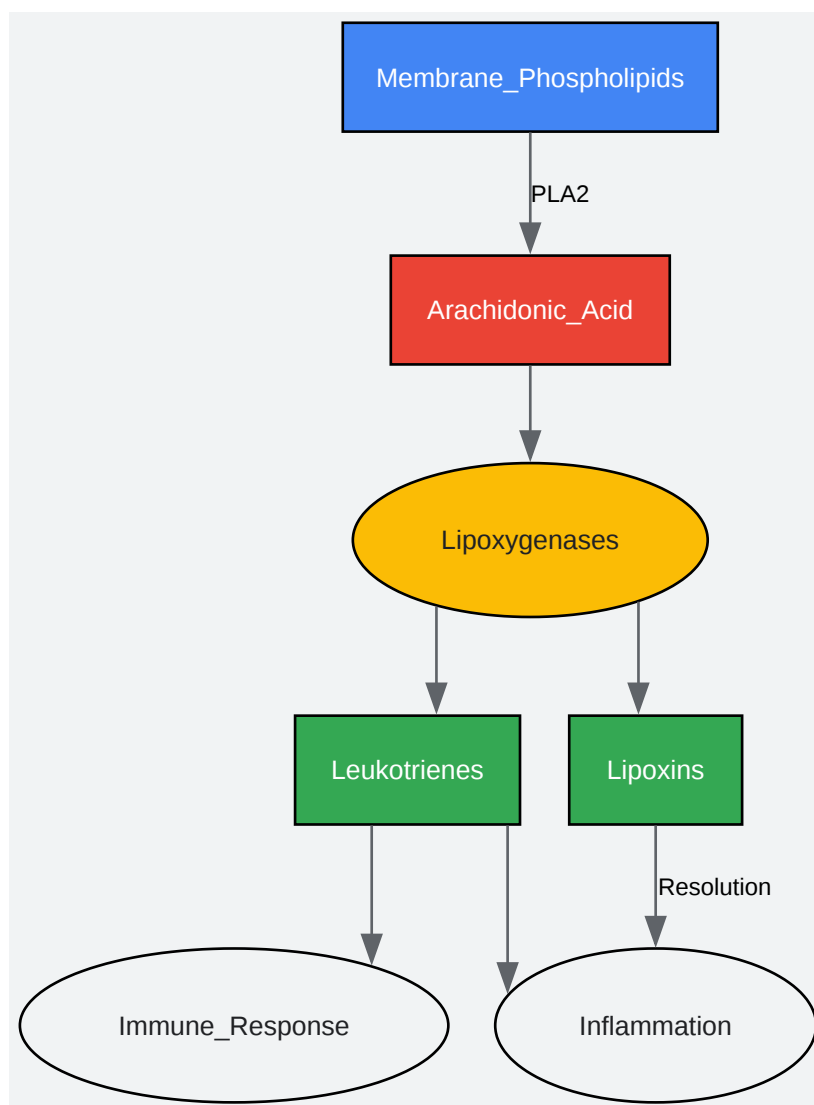 Membrane_Phospholipids
PLA2
Arachidonic_Acid
Lipoxygenases
Leukotrienes
Lipoxins
Resolution
Immune_Response
Inflammation